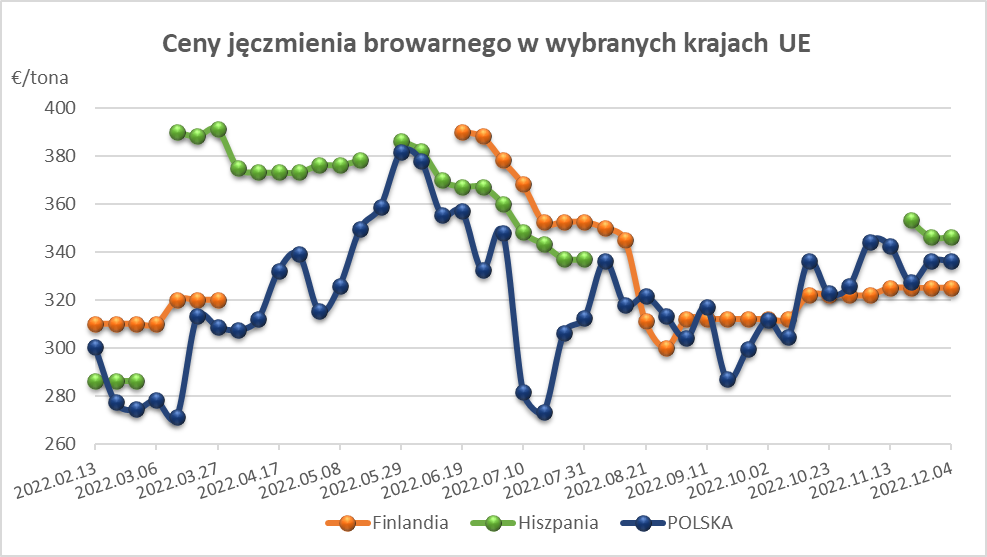 Ceny jęczmienia browarnego w wybranych krajach UE
€/tona
400
380
360
340
320
300
280
260
2022.02.13 2022.03.06 2022.03.27 2022.04.17 2022.05.08 2022.05.29 2022.06.19 2022.07.10 2022.07.31 2022.08.21 2022.09.11 2022.10.02 2022.10.23 2022.11.13 2022.12.04
Finlandia Hiszpania POLSKA